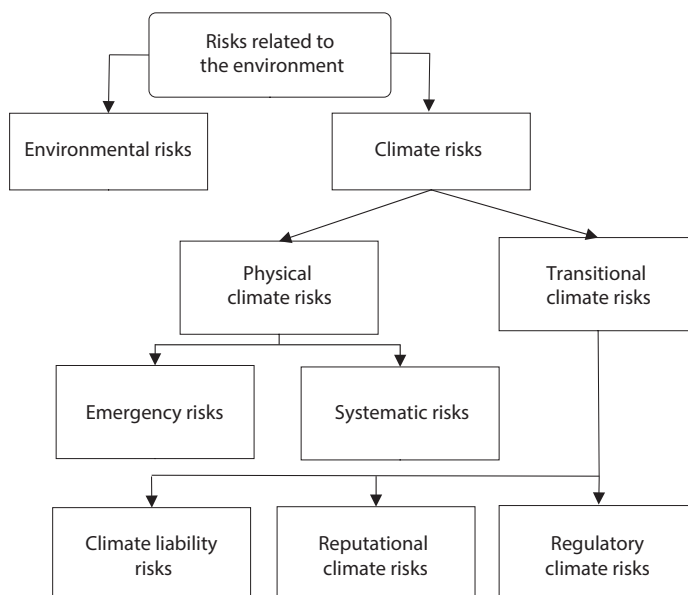 Risks related to
the environment
Environmental risks
Climate risks
Physical
climate risks
Transitional
climate risks
Emergency risks
Systematic risks
Climate liability
risks
Reputational
climate risks
Regulatory
climate risks